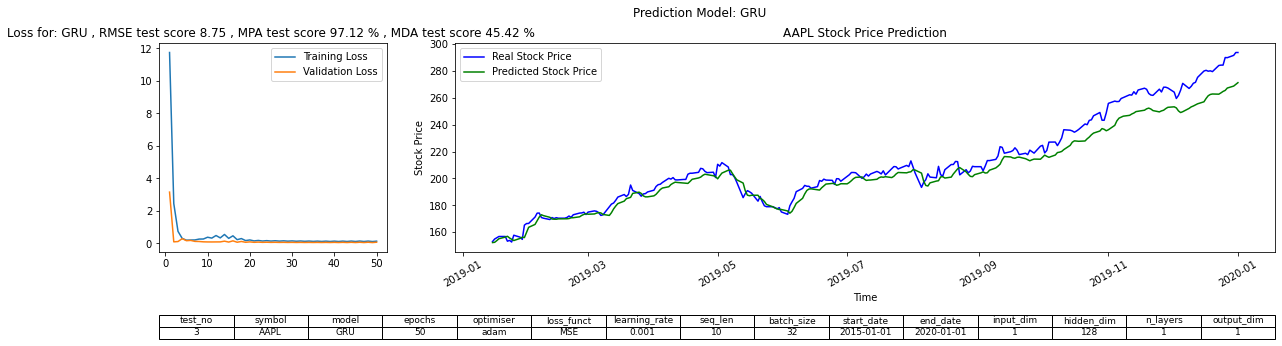 Prediction Model: GRU
Loss for: GRU , RMSE test score 8.75 , MPA test score 97.12 % , MDA test score 45.42 %
AAPL Stock Price Prediction
12
10
8
6
4
2
0
0 10 20 30 40 50
Training Loss
Validation Loss
300
280
260
240
220
200
180
160
Stock Price
Real Stock Price
Predicted Stock Price
2019-01 2019-03 2019-05 2019-07 2019-09 2019-11 2020-01
Time
test_no symbol model epochs optimiser loss_funct learning_rate seq_len batch_size start_date end_date input_dim hidden_dim n_layers output_dim
3 AAPL GRU 50 adam MSE 0.001 10 32 2015-01-01 2020-01-01 1 128 1 1